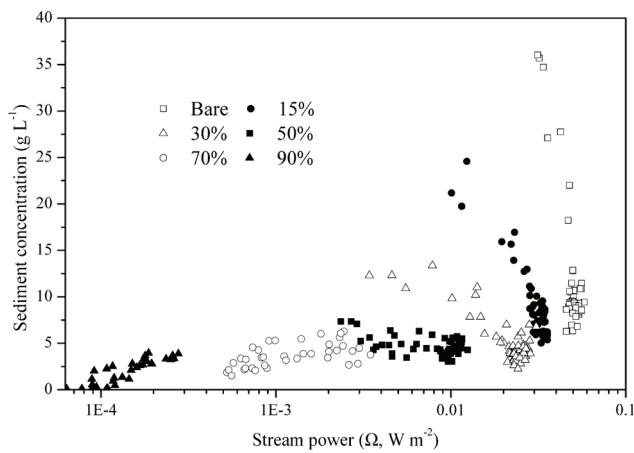 40
35
30
25
20
15
10
5
0
Sediment concentration (g L⁻¹)
Bare 15%
30% 50%
70% 90%
1E-4 1E-3 0.01 0.1
Stream power (Ω, W m⁻²)